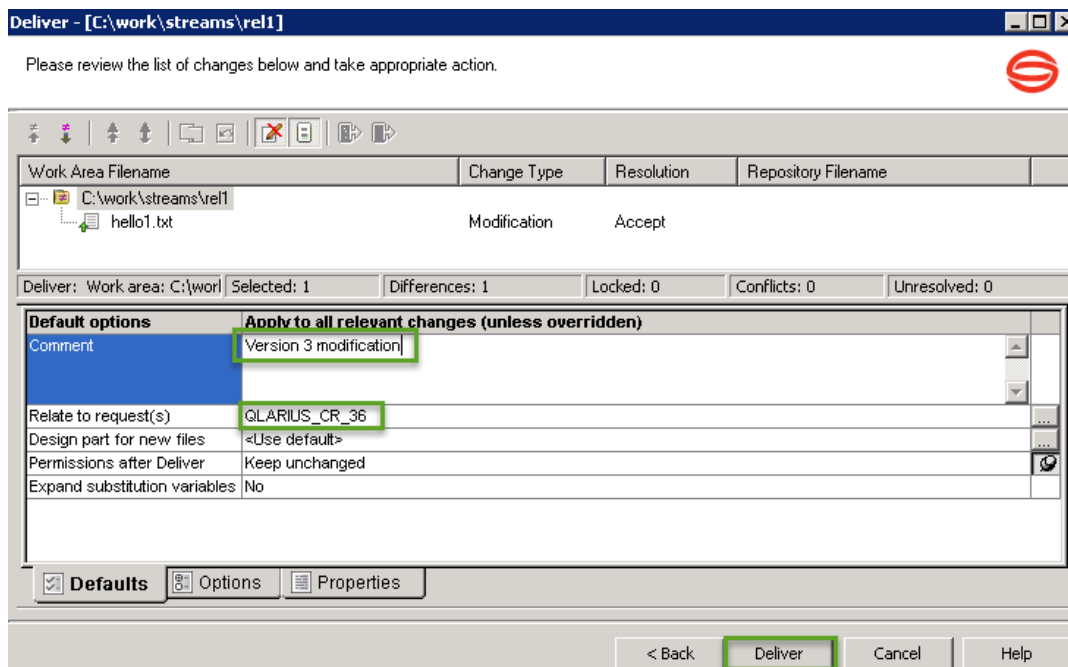 Deliver - [C:\work\streams\rel1]
Please review the list of changes below and take appropriate action.
Work Area Filename Change Type Resolution Repository Filename
C:\work\streams\rel1
hello1.txt Modification Accept
Deliver: Work area: C:\worl Selected: 1 Differences: 1 Locked: 0 Conflicts: 0 Unresolved: 0
Default options Apply to all relevant changes (unless overridden)
Comment Version 3 modification
Relate to request(s) QLARIUS_CR_36 ...
Design part for new files <Use default> ...
Permissions after Deliver Keep unchanged
Expand substitution variables No
Defaults Options Properties
< Back Deliver Cancel Help